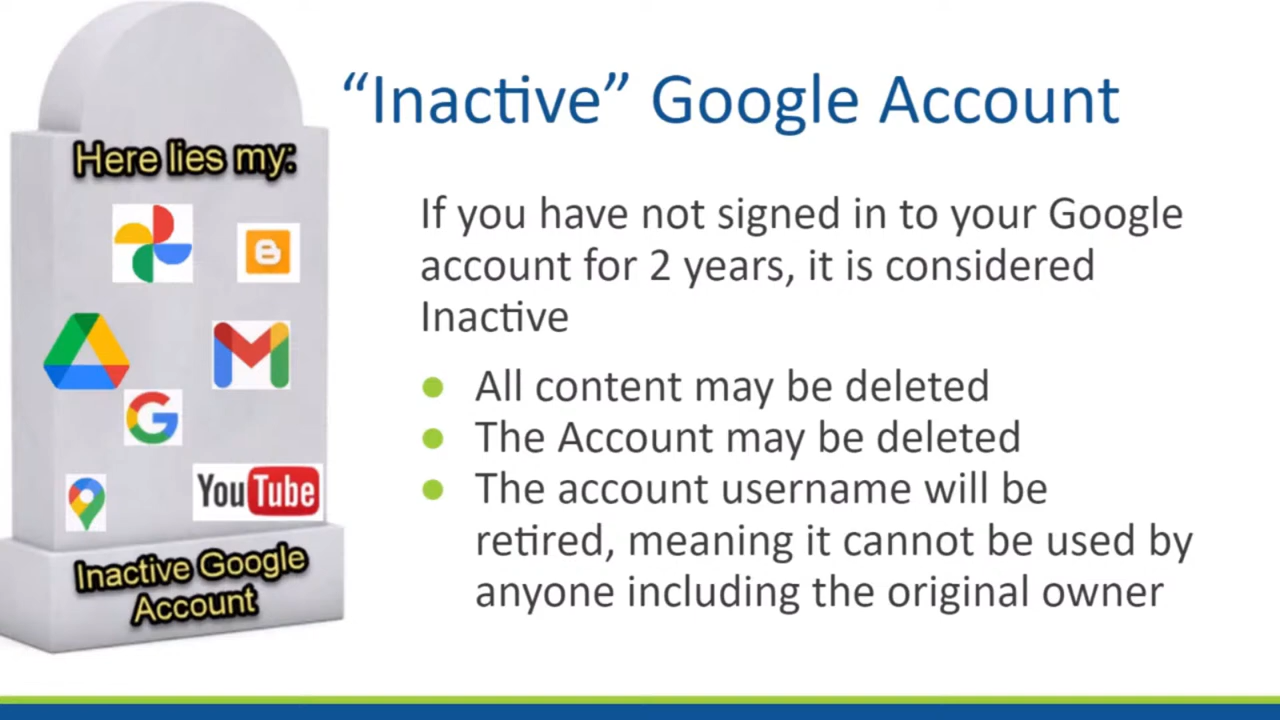 “Inactive” Google Account
Here lies my:
YouTube
Inactive Google
Account
If you have not signed in to your Google
account for 2 years, it is considered
Inactive
● All content may be deleted
● The Account may be deleted
● The account username will be
retired, meaning it cannot be used by
anyone including the original owner